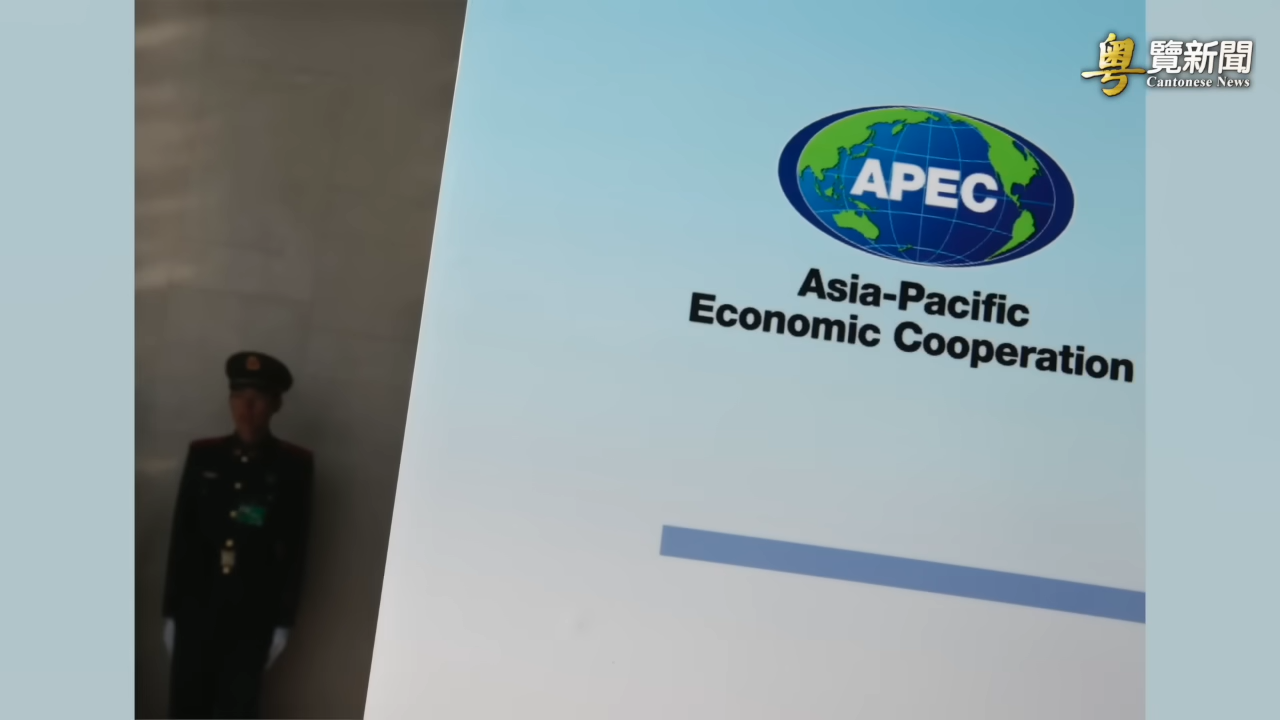 粵覽新聞
Cantonese News
APEC
Asia-Pacific
Economic Cooperation